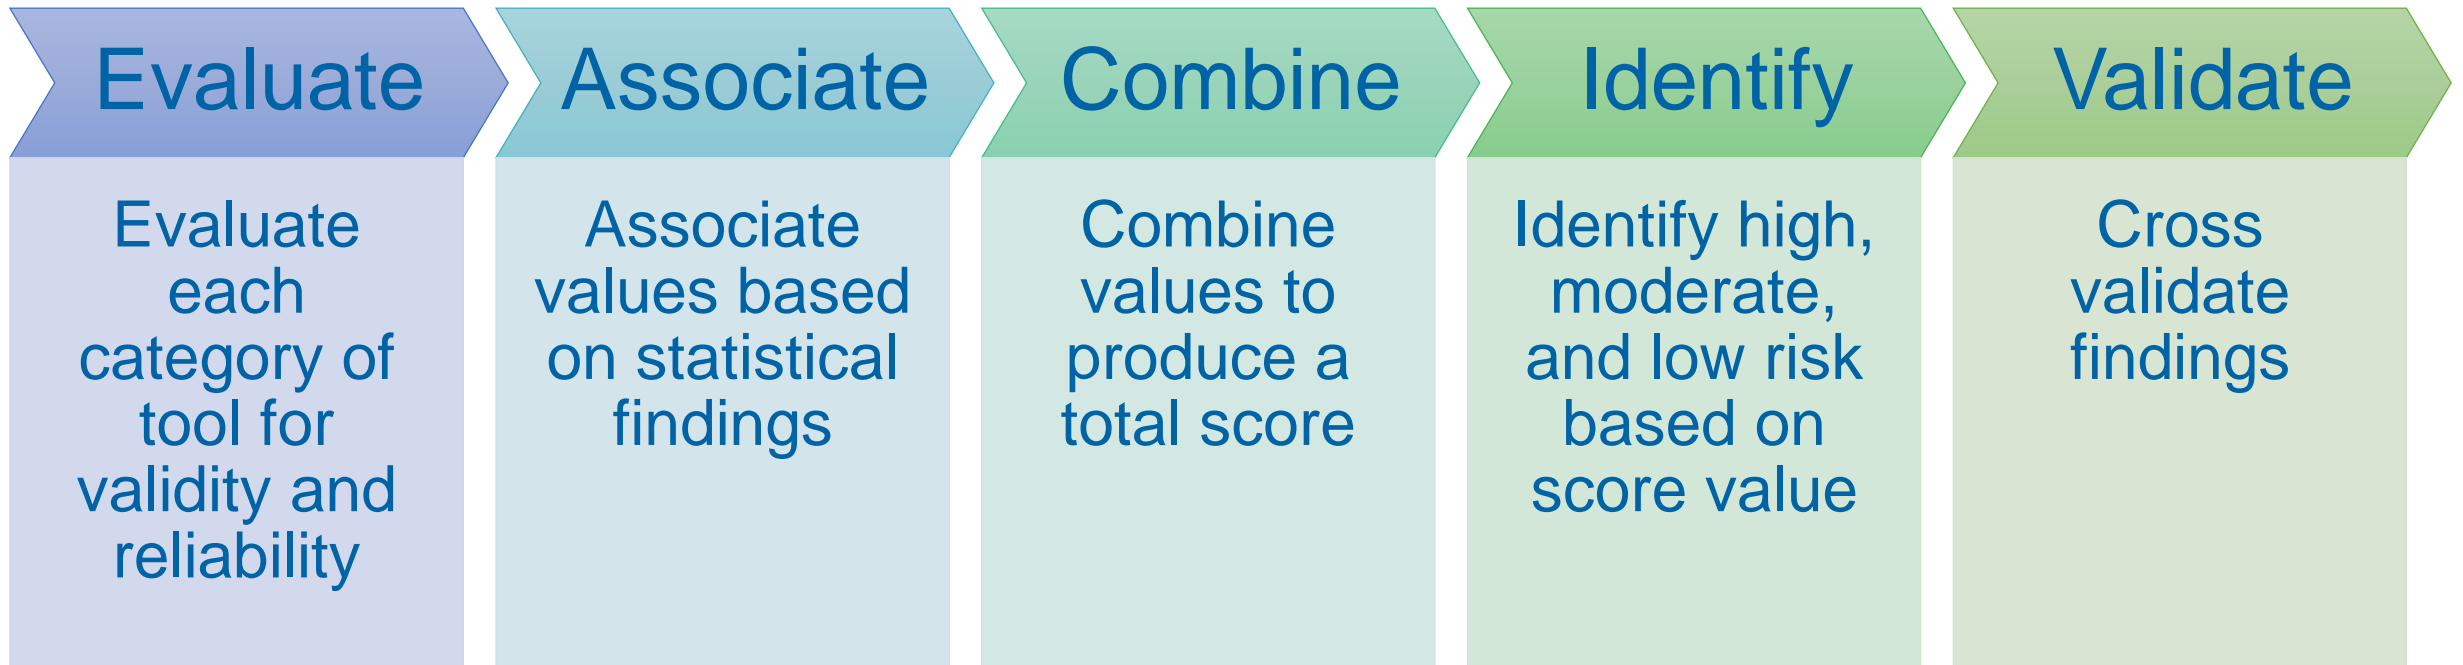 Evaluate
Evaluate
each
category of
tool for
validity and
reliability
Associate
Associate
values based
on statistical
findings
Combine
Combine
values to
produce a
total score
Identify
Identify high,
moderate,
and low risk
based on
score value
Validate
Cross
validate
findings